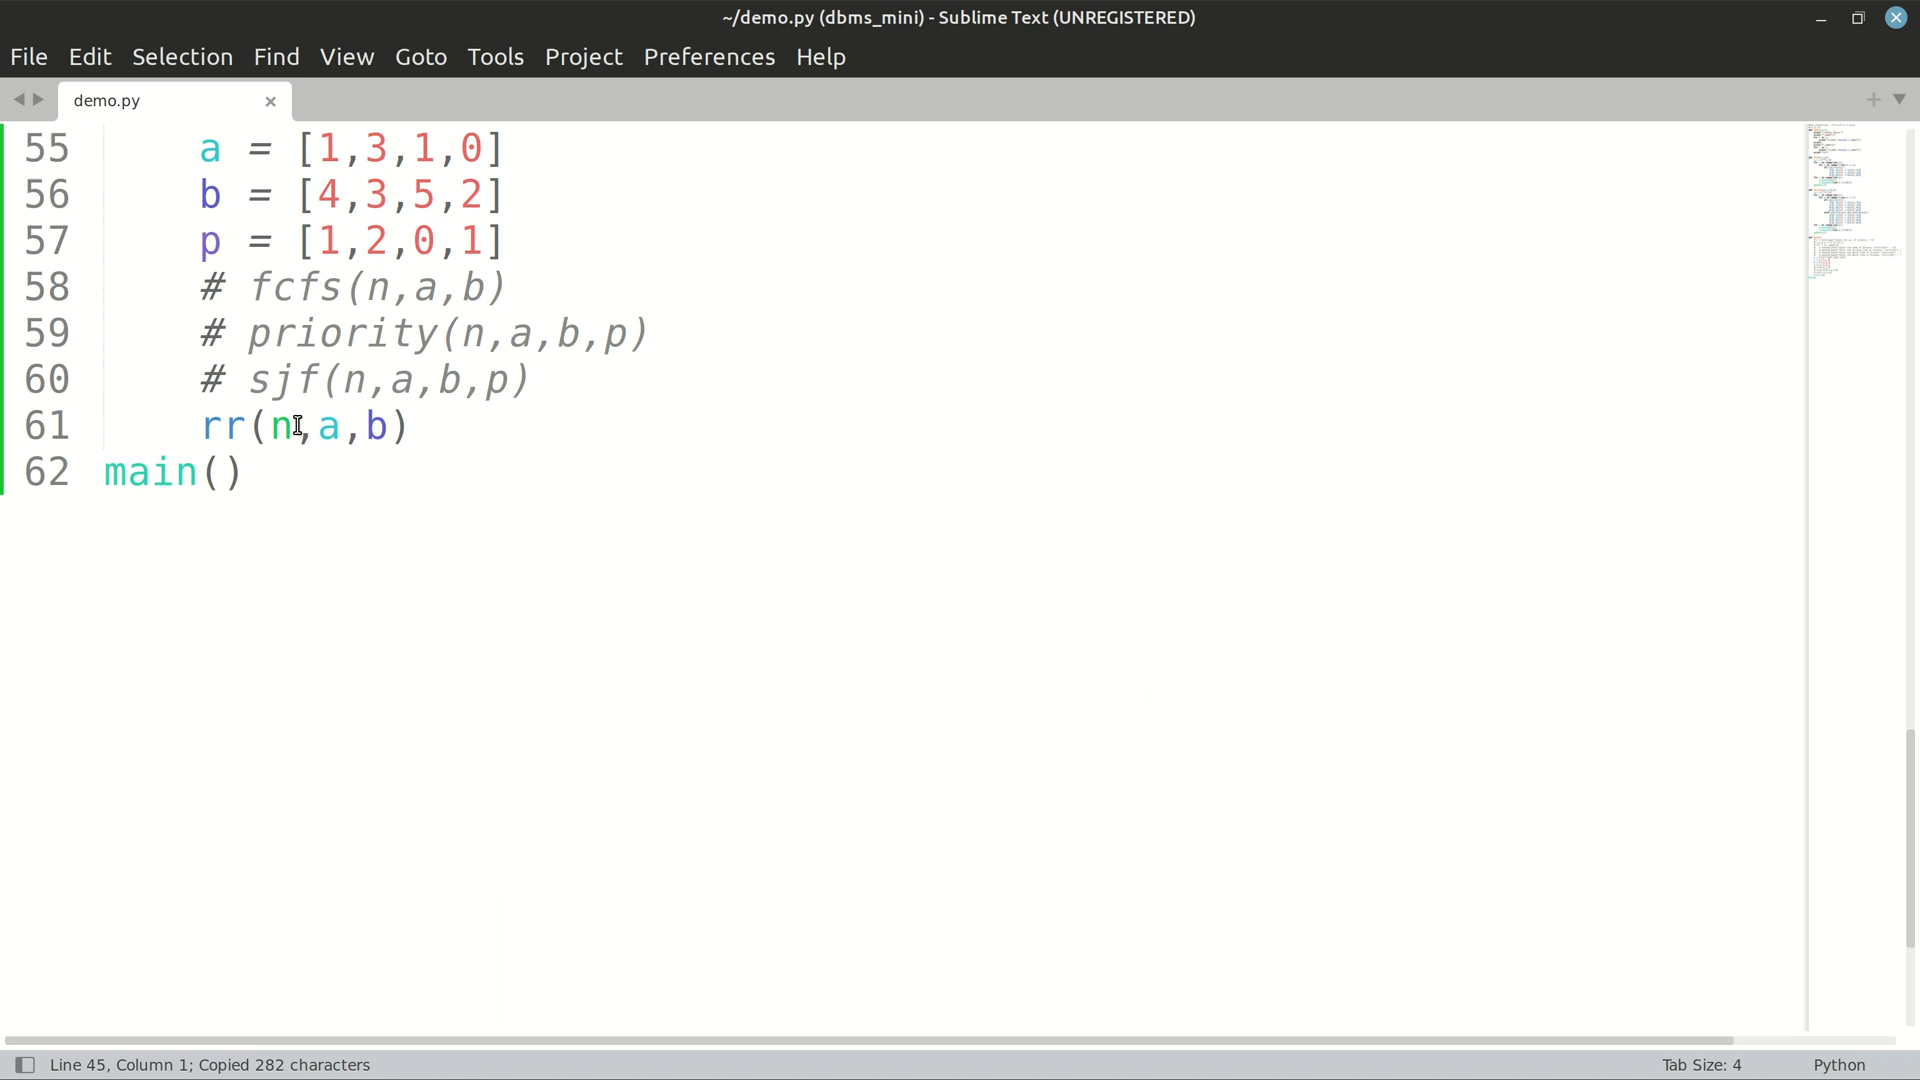 ~/demo.py (dbms_mini) - Sublime Text (UNREGISTERED)
File Edit Selection Find View Goto Tools Project Preferences Help
demo.py
55 a = [1,3,1,0]
56 b = [4,3,5,2]
57 p = [1,2,0,1]
58 # fcfs(n,a,b)
59 # priority(n,a,b,p)
60 # sjf(n,a,b,p)
61 rr(n,a,b)
62 main()
Line 45, Column 1; Copied 282 characters
Tab Size: 4
Python